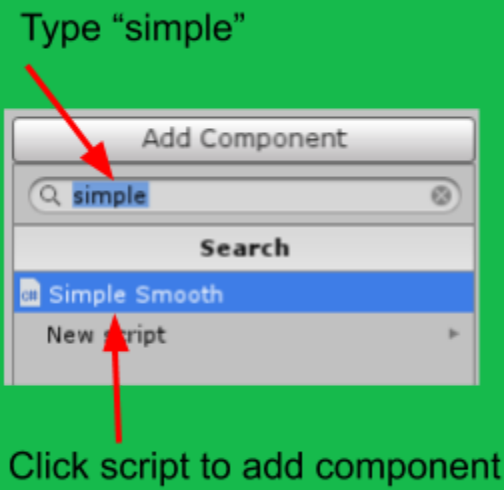 Type “simple”
Add Component
simple
Search
C# Simple Smooth
New script
Click script to add component